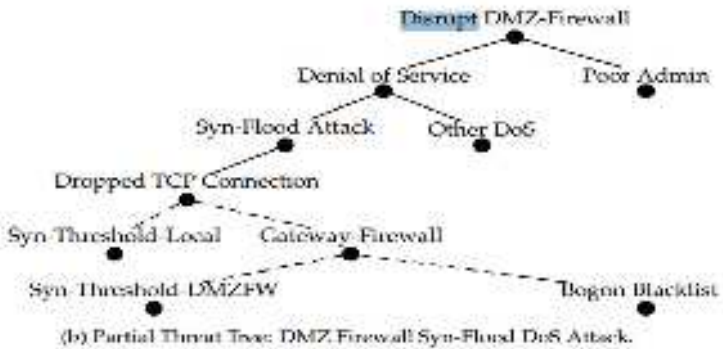 Disrupt DMZ-Firewall
Denial of Service Poor Admin
Syn-Flood Attack Other DoS
Dropped TCP Connection
Syn-Threshold-Local Gateway-Firewall
Syn-Threshold-DMZFW Bogon Blacklist
(b) Partial Threat Tree: DMZ Firewall Syn-Flood DoS Attack.